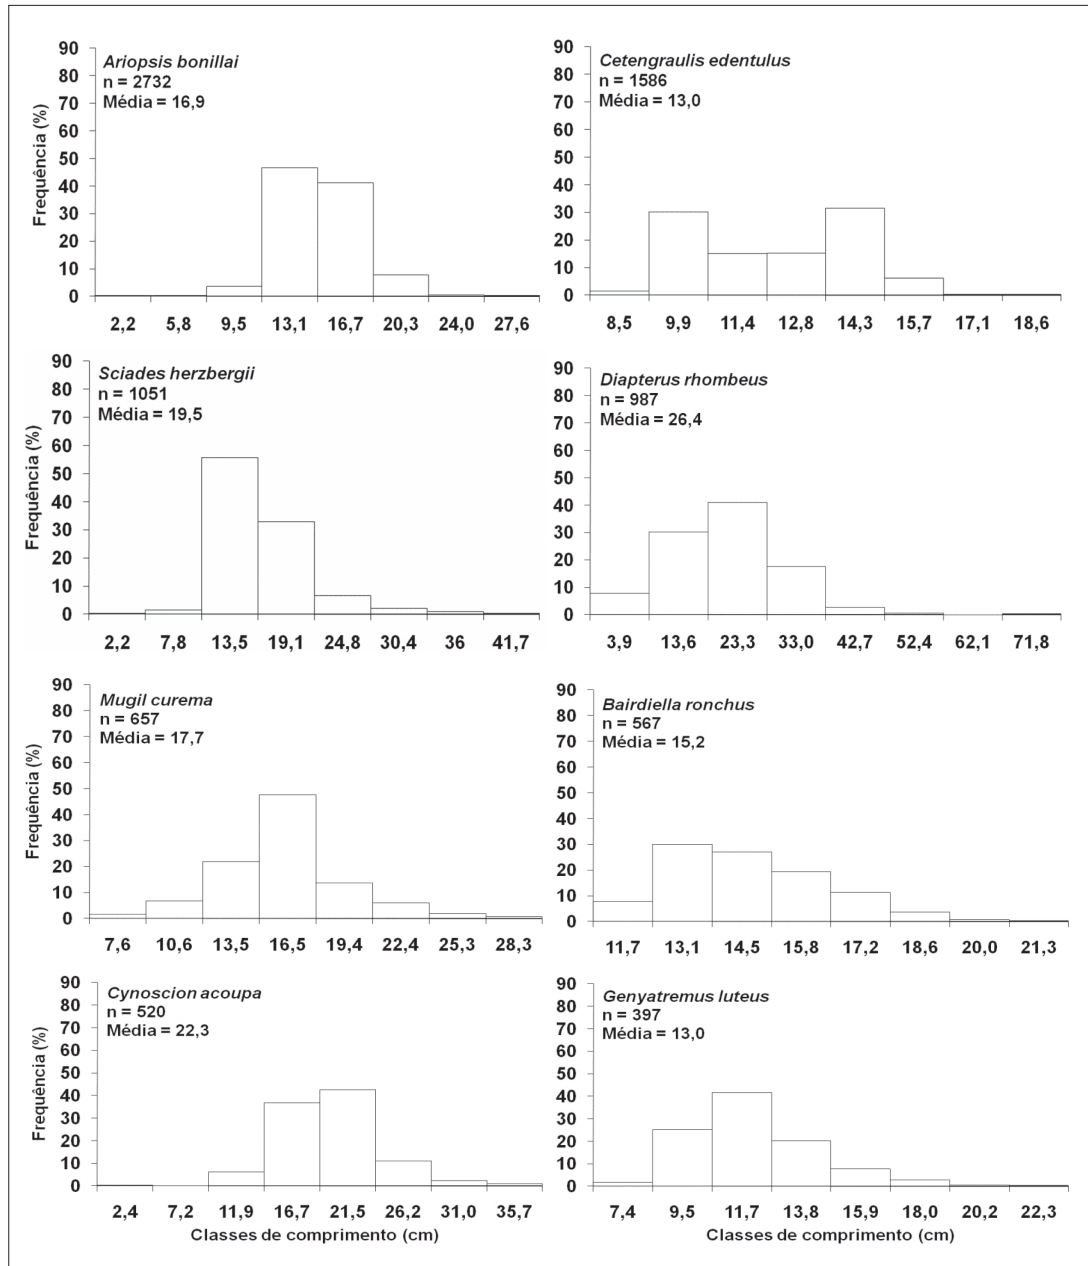 Ariopsis bonillai
n = 2732
Média = 16,9
Frequência (%)
90
80
70
60
50
40
30
20
10
0
2,2 5,8 9,5 13,1 16,7 20,3 24,0 27,6
Cetengraulis edentulus
n = 1586
Média = 13,0
90
80
70
60
50
40
30
20
10
0
8,5 9,9 11,4 12,8 14,3 15,7 17,1 18,6
Sciades herzbergii
n = 1051
Média = 19,5
Frequência (%)
90
80
70
60
50
40
30
20
10
0
2,2 7,8 13,5 19,1 24,8 30,4 36 41,7
Diapterus rhombeus
n = 987
Média = 26,4
90
80
70
60
50
40
30
20
10
0
3,9 13,6 23,3 33,0 42,7 52,4 62,1 71,8
Mugil curema
n = 657
Média = 17,7
Frequência (%)
90
80
70
60
50
40
30
20
10
0
7,6 10,6 13,5 16,5 19,4 22,4 25,3 28,3
Bairdiella ronchus
n = 567
Média = 15,2
90
80
70
60
50
40
30
20
10
0
11,7 13,1 14,5 15,8 17,2 18,6 20,0 21,3
Cynoscion acoupa
n = 520
Média = 22,3
Frequência (%)
90
80
70
60
50
40
30
20
10
0
2,4 7,2 11,9 16,7 21,5 26,2 31,0 35,7
Classes de comprimento (cm)
Genyatremus luteus
n = 397
Média = 13,0
90
80
70
60
50
40
30
20
10
0
7,4 9,5 11,7 13,8 15,9 18,0 20,2 22,3
Classes de comprimento (cm)